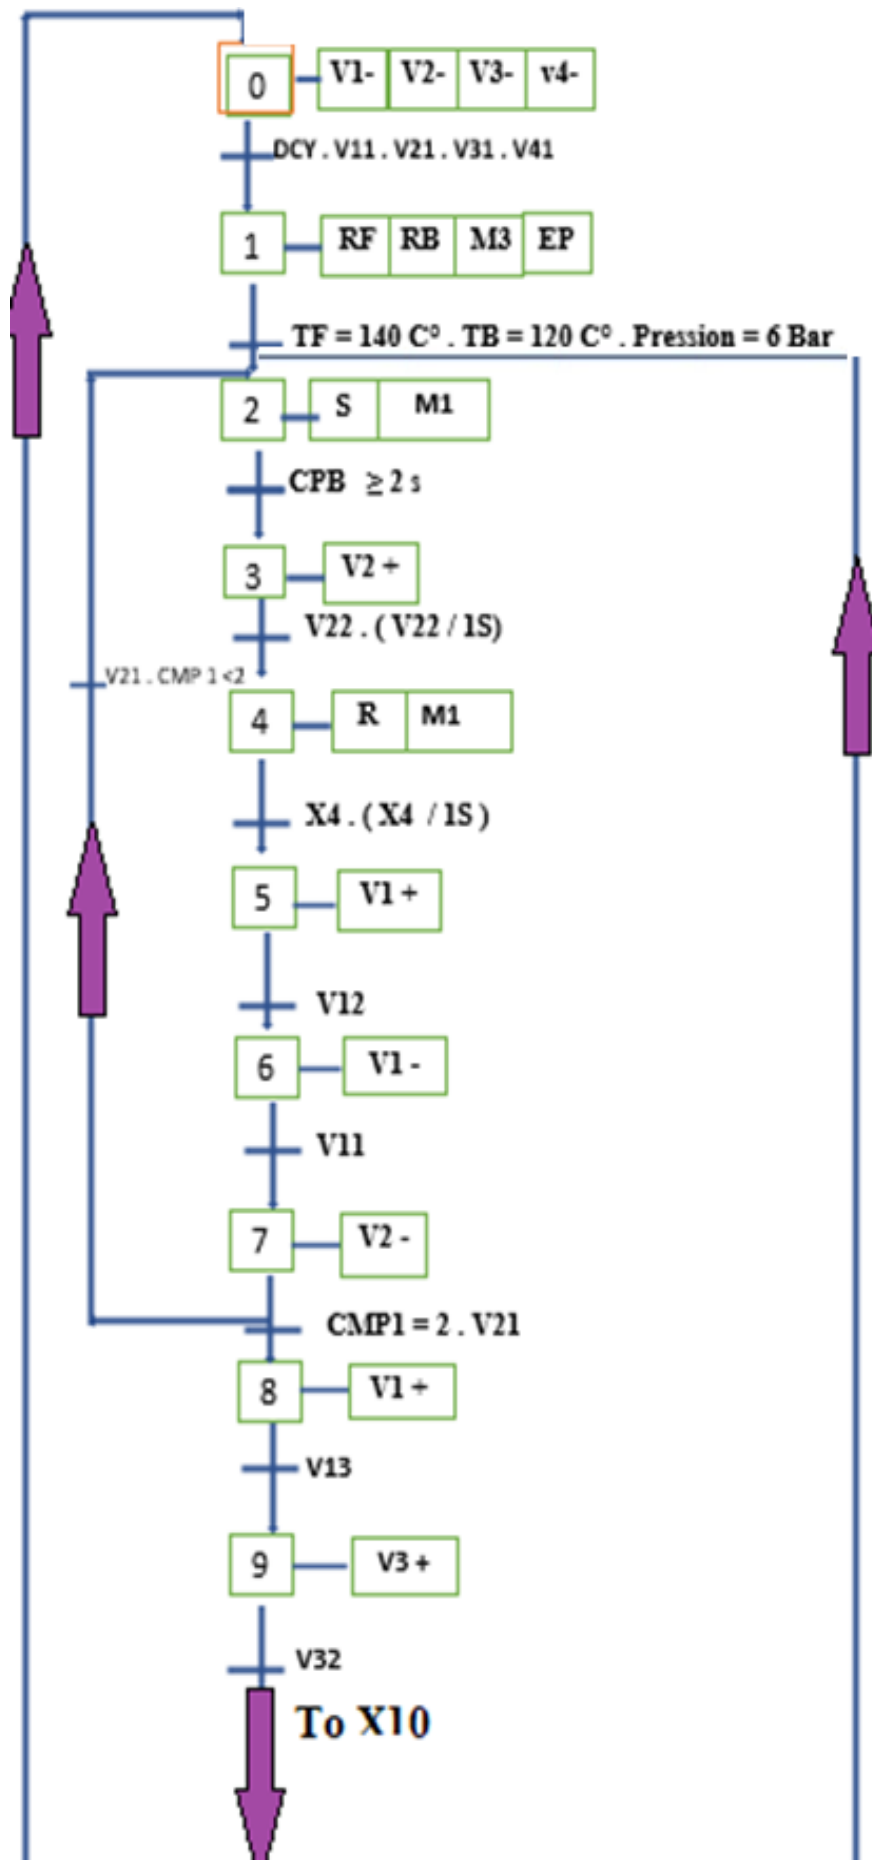 0 V1- V2- V3- v4-
DCY . V11 . V21 . V31 . V41
1 RF RB M3 EP
TF = 140 C° . TB = 120 C° . Pression = 6 Bar
2 S M1
CPB ≥ 2 s
3 V2 +
V22 . ( V22 / 1S)
V21 . CMP 1 <2
4 R M1
X4 . ( X4 / 1S )
5 V1 +
V12
6 V1 -
V11
7 V2 -
CMP1 = 2 . V21
8 V1 +
V13
9 V3 +
V32
To X10